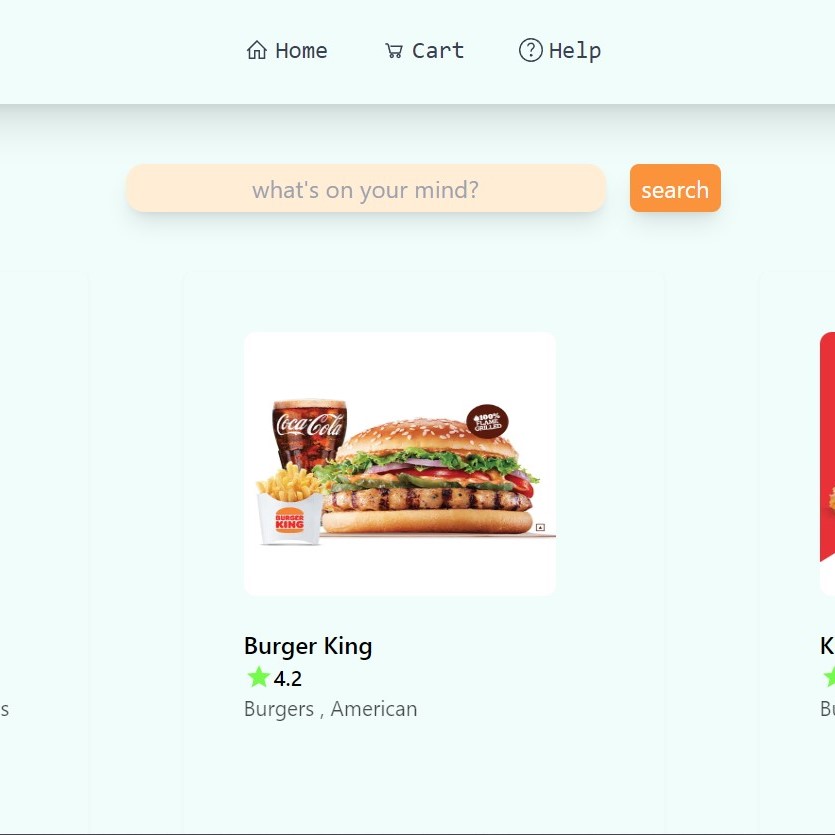 Home Cart Help
what's on your mind? search
Coca-Cola
100%
FLAME
GRILLED
BURGER
KING
Burger King K
4.2
s Burgers , American Bu